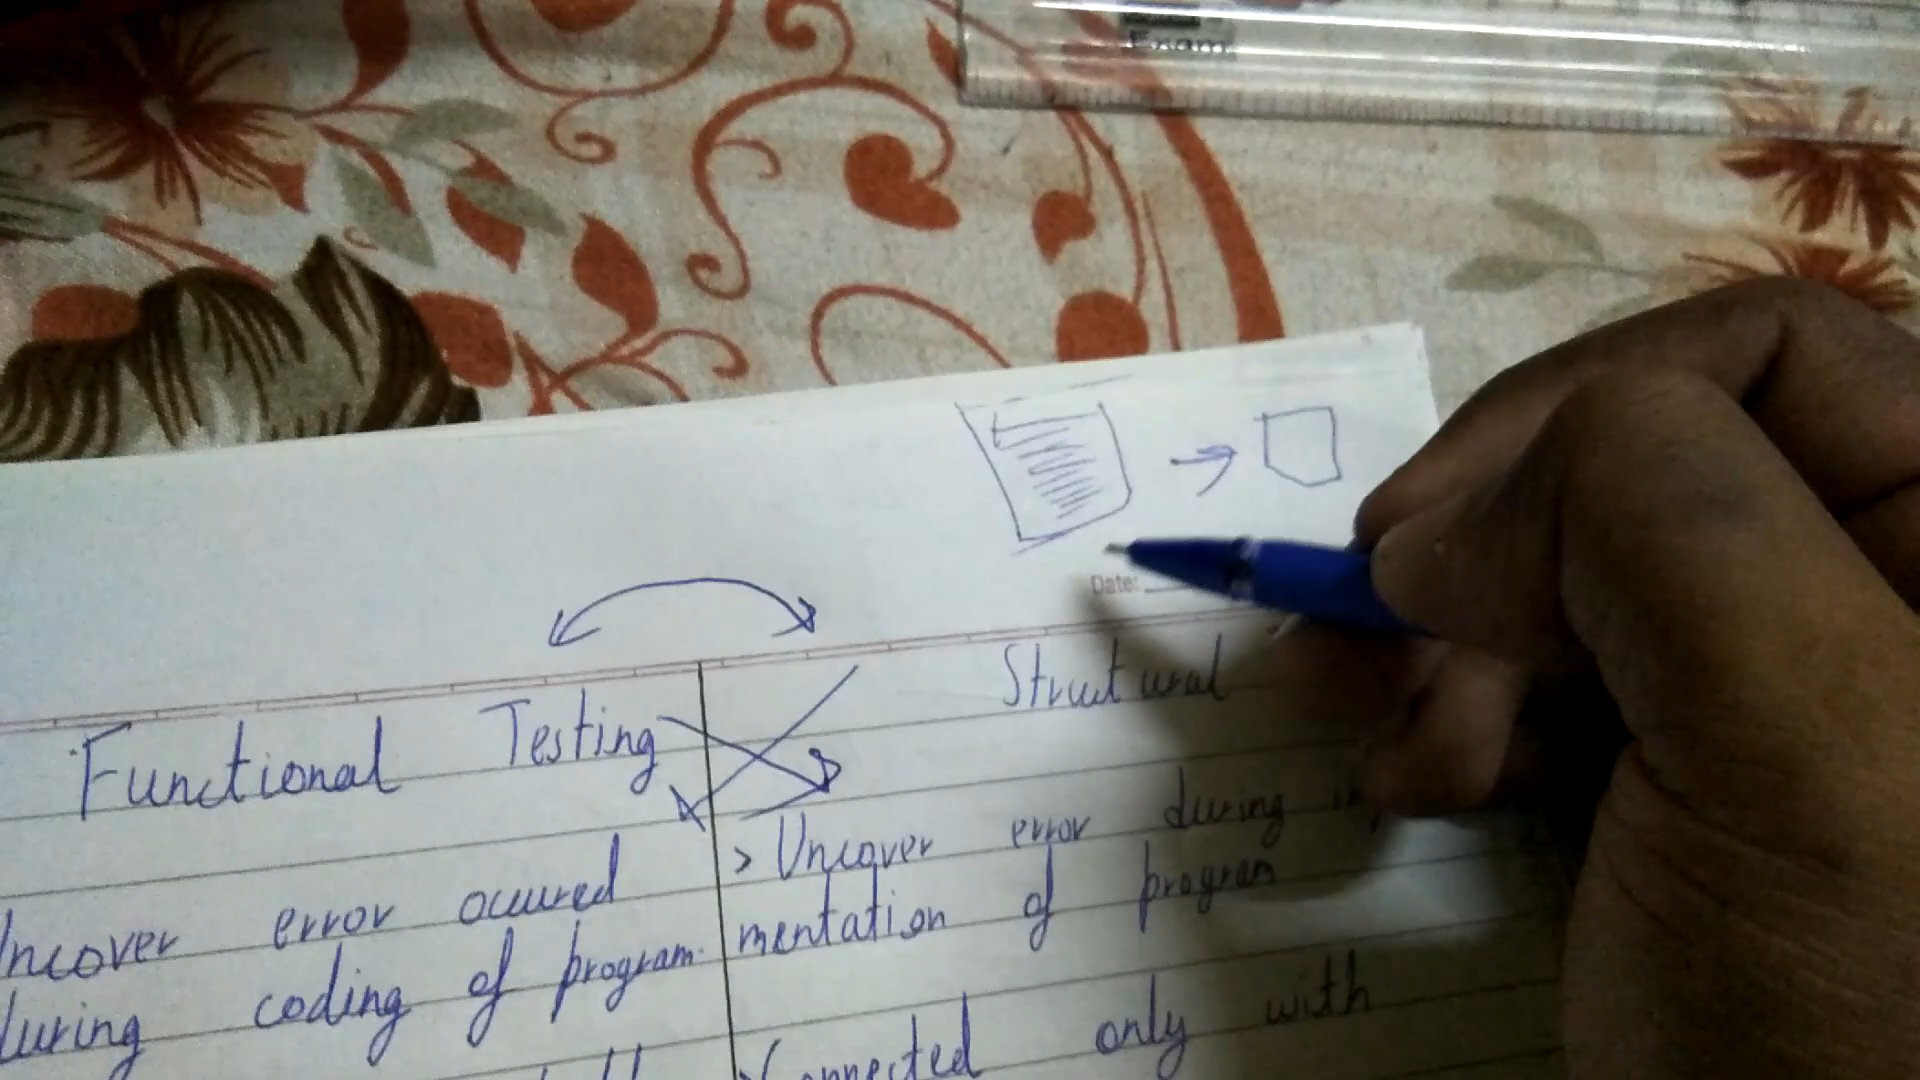 Exam
Date:
Functional Testing
Structural
Uncover error occured
during coding of program.
> Uncover error during
mentation of program
> Connected only with